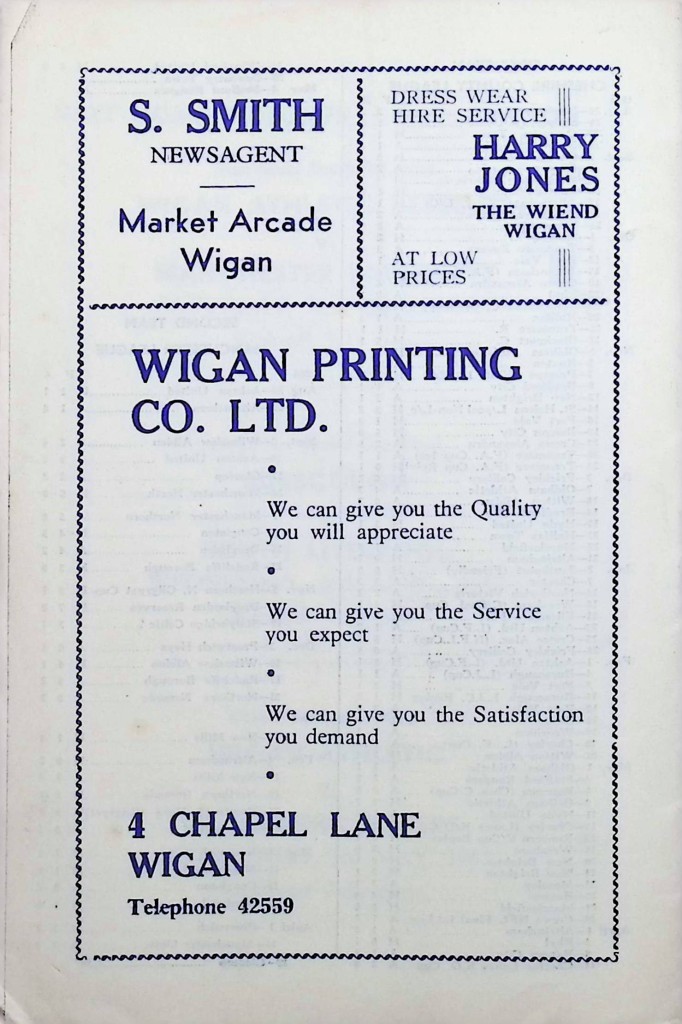 S. SMITH
NEWSAGENT
Market Arcade
Wigan
DRESS WEAR
HIRE SERVICE
HARRY
JONES
THE WIEND
WIGAN
AT LOW
PRICES
WIGAN PRINTING
CO. LTD.
We can give you the Quality
you will appreciate
We can give you the Service
you expect
We can give you the Satisfaction
you demand
4 CHAPEL LANE
WIGAN
Telephone 42559